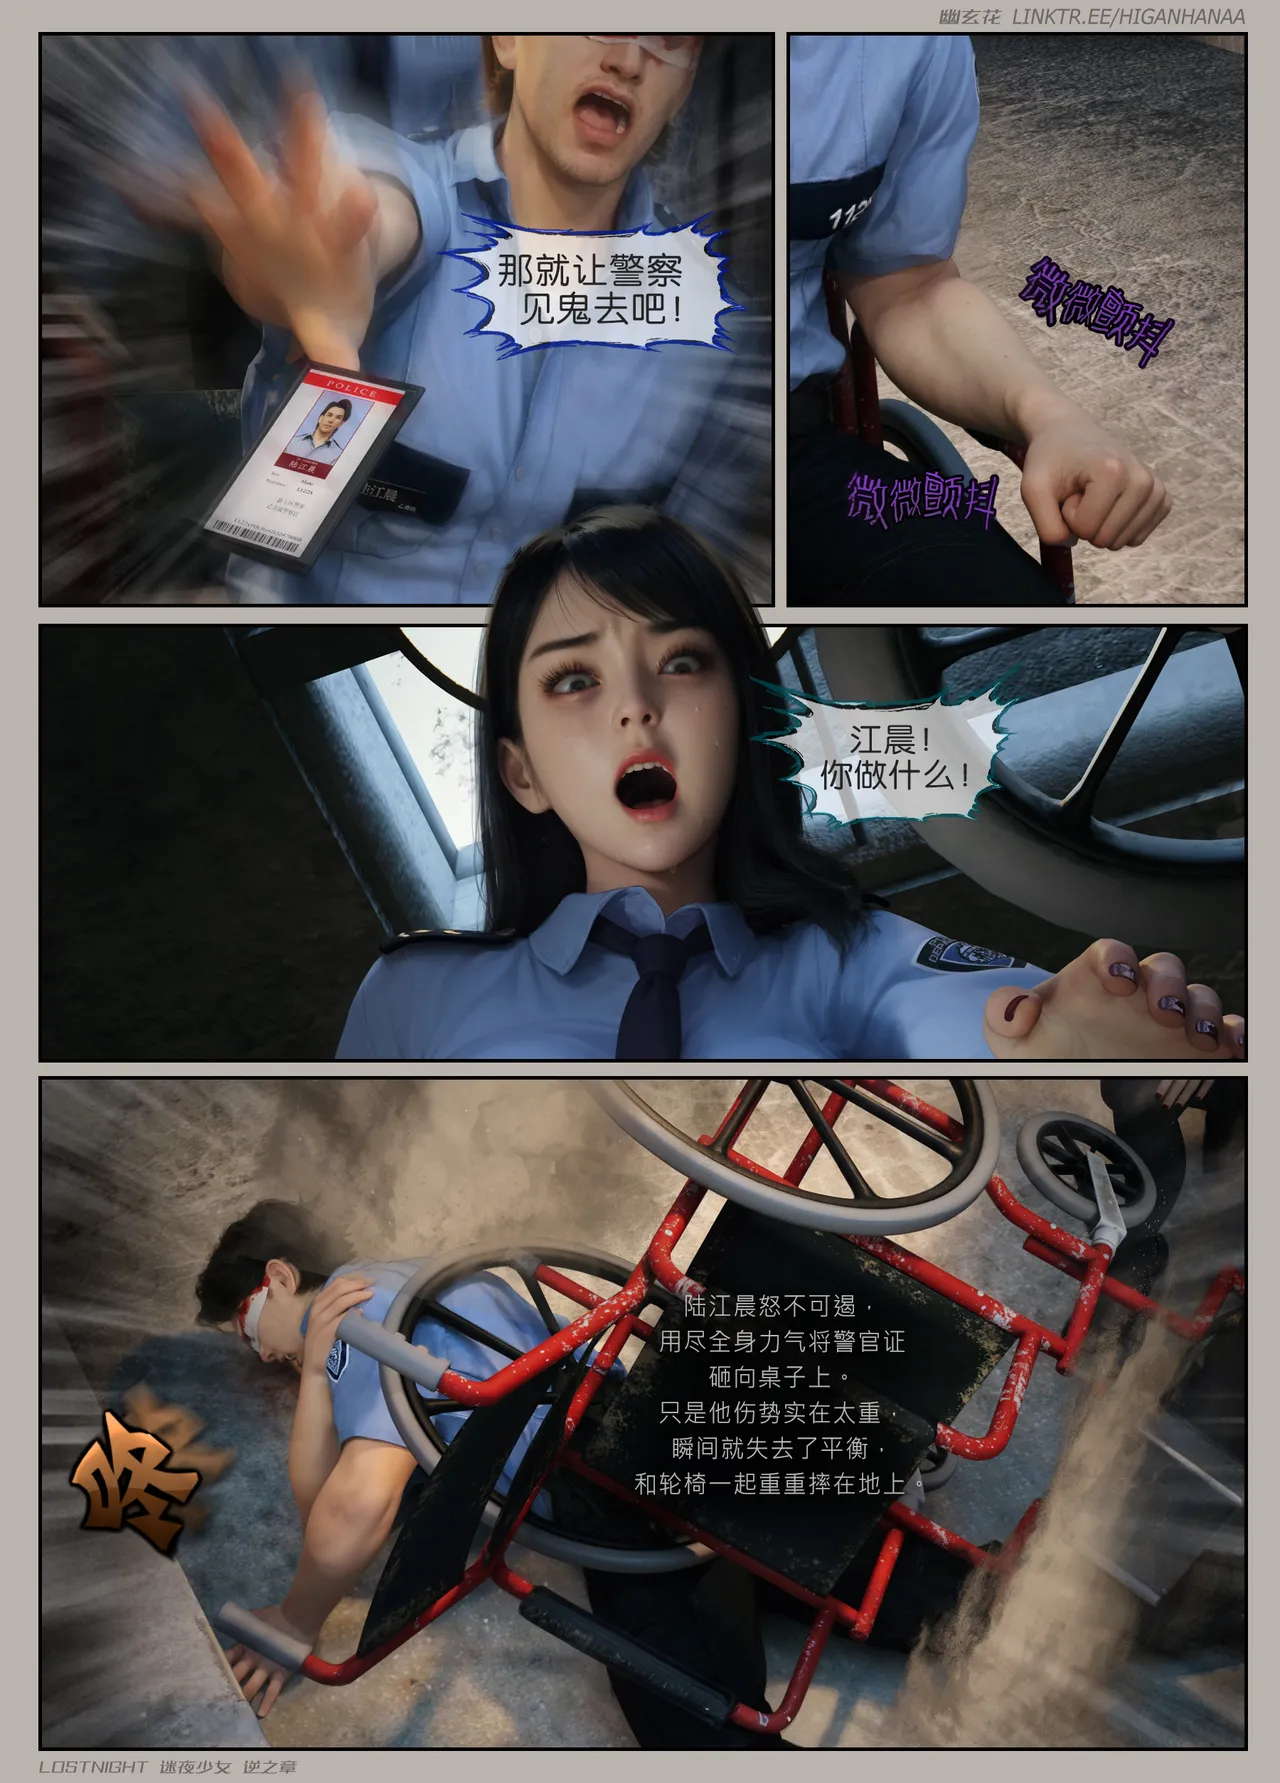 幽玄花 LINKTR.EE/HIGANHANAA
那就让警察
见鬼去吧!
POLICE
陆江晨
江晨
112
微微颤抖
微微颤抖
江晨!
你做什么!
陆江晨怒不可遏，
用尽全身力气将警官证
砸向桌子上。
只是他伤势实在太重，
瞬间就失去了平衡，
和轮椅一起重重摔在地上。
LOSTNIGHT 迷夜少女 逆之章